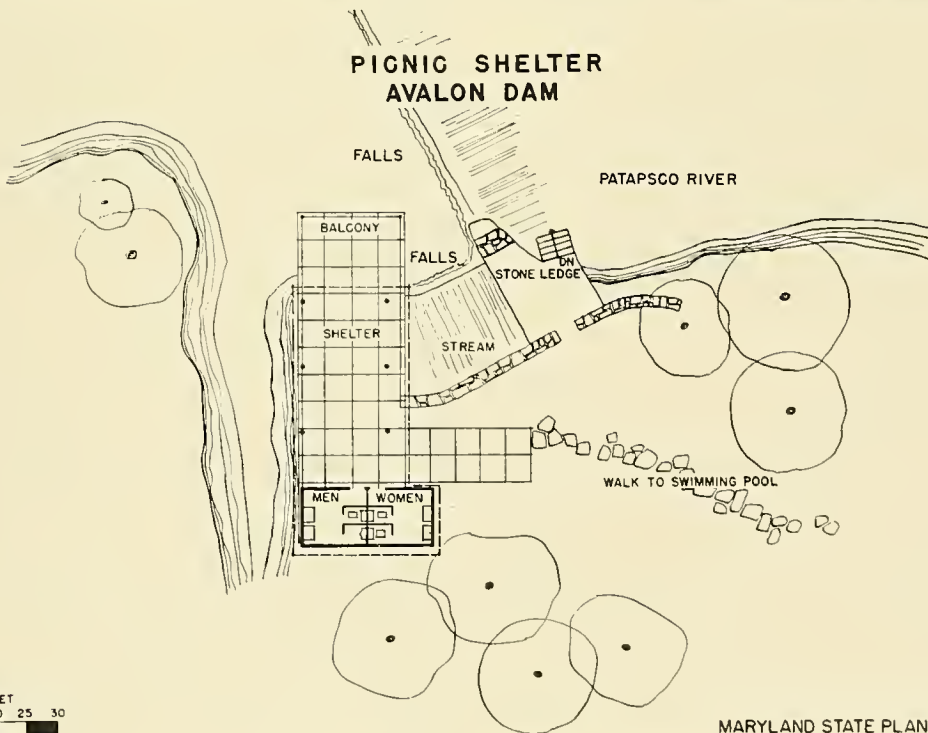 PICNIC SHELTER
AVALON DAM
FALLS
PATAPSCO RIVER
BALCONY
FALLS
DN
STONE LEDGE
SHELTER
STREAM
WALK TO SWIMMING POOL
MEN
WOMEN
25 30
MARYLAND STATE PLAN